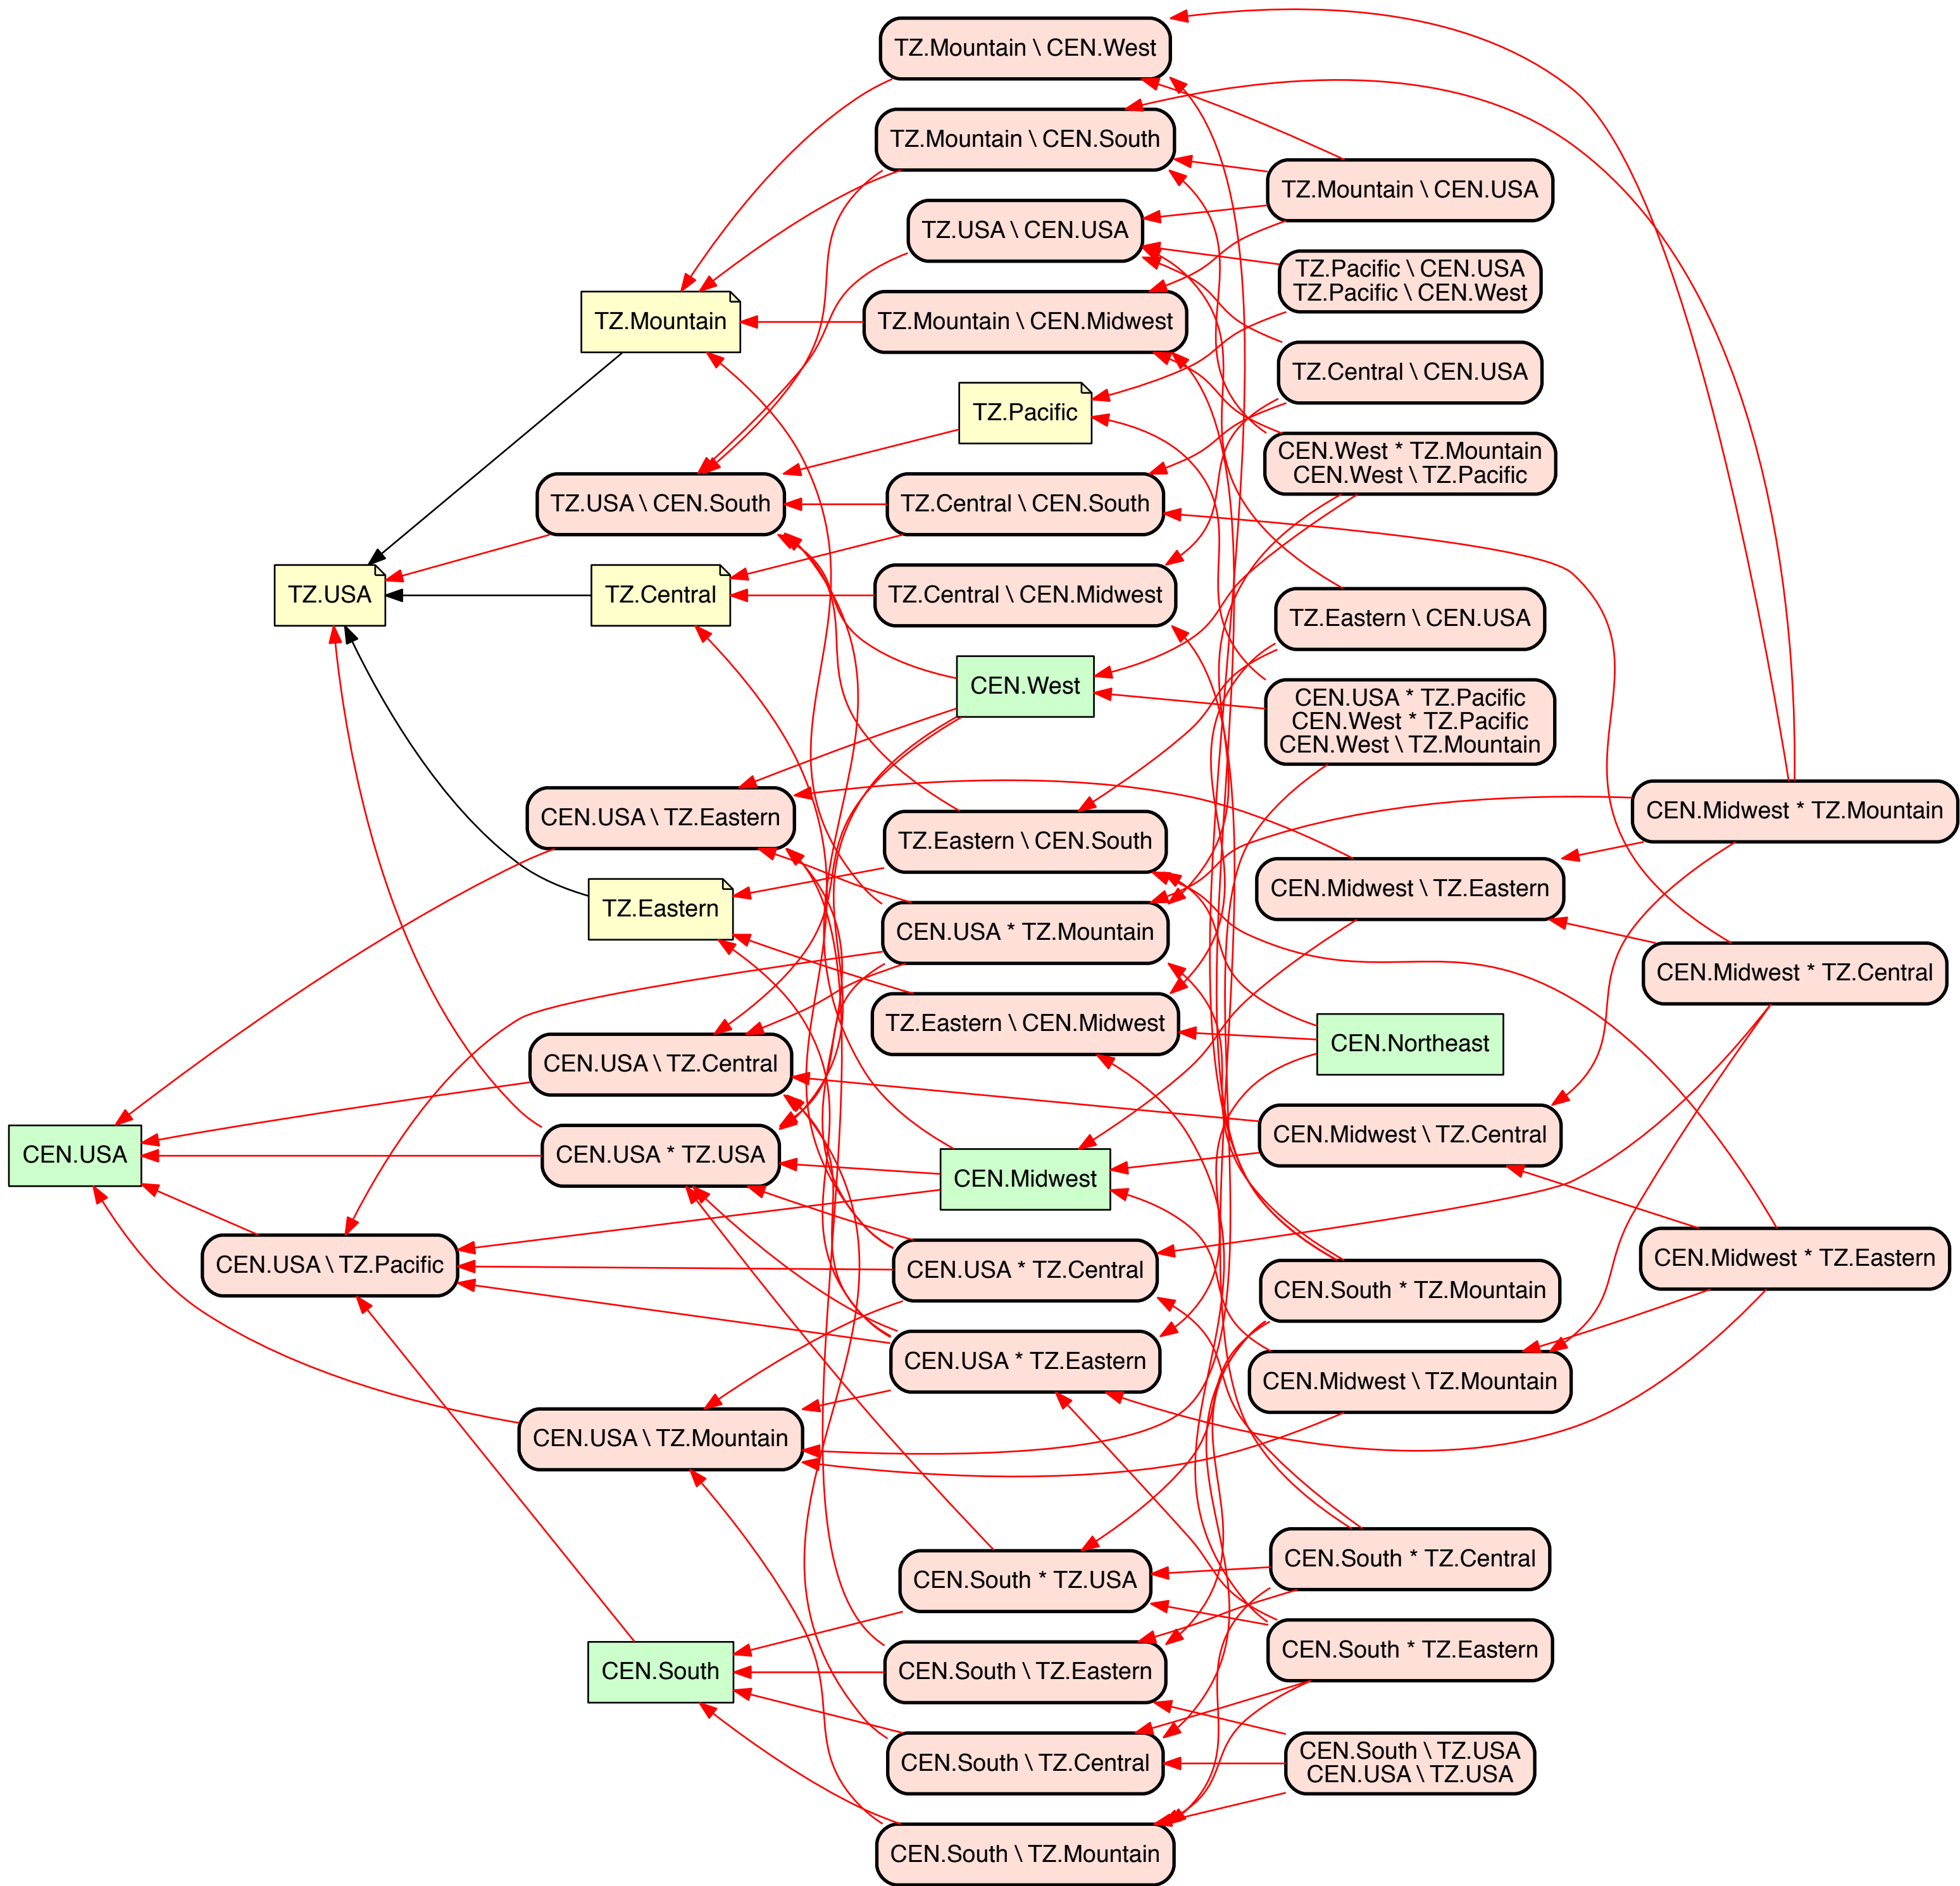 TZ.Mountain \ CEN.West
TZ.Mountain \ CEN.South
TZ.Mountain \ CEN.USA
TZ.USA \ CEN.USA
TZ.Pacific \ CEN.USA
TZ.Pacific \ CEN.West
TZ.Mountain
TZ.Mountain \ CEN.Midwest
TZ.Central \ CEN.USA
TZ.Pacific
CEN.West * TZ.Mountain
CEN.West \ TZ.Pacific
TZ.USA \ CEN.South
TZ.Central \ CEN.South
TZ.USA
TZ.Central
TZ.Central \ CEN.Midwest
TZ.Eastern \ CEN.USA
CEN.West
CEN.USA * TZ.Pacific
CEN.West * TZ.Pacific
CEN.West \ TZ.Mountain
CEN.USA \ TZ.Eastern
TZ.Eastern \ CEN.South
CEN.Midwest * TZ.Mountain
CEN.Midwest \ TZ.Eastern
TZ.Eastern
CEN.USA * TZ.Mountain
CEN.Midwest * TZ.Central
TZ.Eastern \ CEN.Midwest
CEN.Northeast
CEN.USA \ TZ.Central
CEN.Midwest \ TZ.Central
CEN.USA
CEN.USA * TZ.USA
CEN.Midwest
CEN.USA \ TZ.Pacific
CEN.USA * TZ.Central
CEN.Midwest * TZ.Eastern
CEN.South * TZ.Mountain
CEN.USA * TZ.Eastern
CEN.Midwest \ TZ.Mountain
CEN.USA \ TZ.Mountain
CEN.South * TZ.Central
CEN.South * TZ.USA
CEN.South * TZ.Eastern
CEN.South
CEN.South \ TZ.Eastern
CEN.South \ TZ.Central
CEN.South \ TZ.USA
CEN.USA \ TZ.USA
CEN.South \ TZ.Mountain